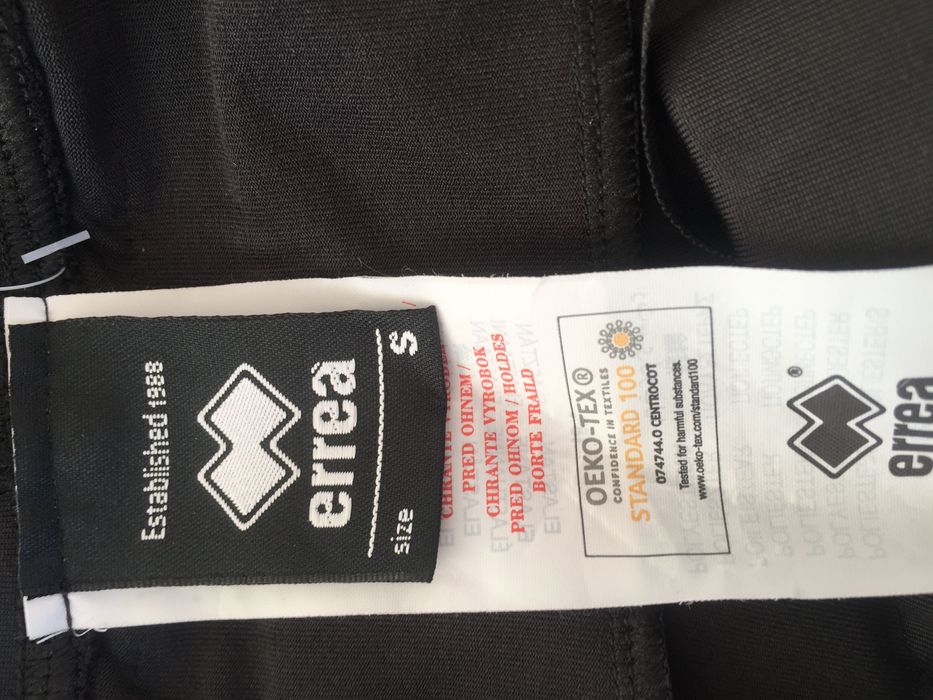 Established 1988
errea
size S
CHRANTE VYROBEK
PRED OHNEM /
CHRANTE VYROBOK
PRED OHNOM / HOLDES
BORTE FRA ILD
OEKO-TEX®
CONFIDENCE IN TEXTILES
STANDARD 100
074744.0 CENTROCOT
Tested for harmful substances.
www.oeko-tex.com/standard100
®
errea